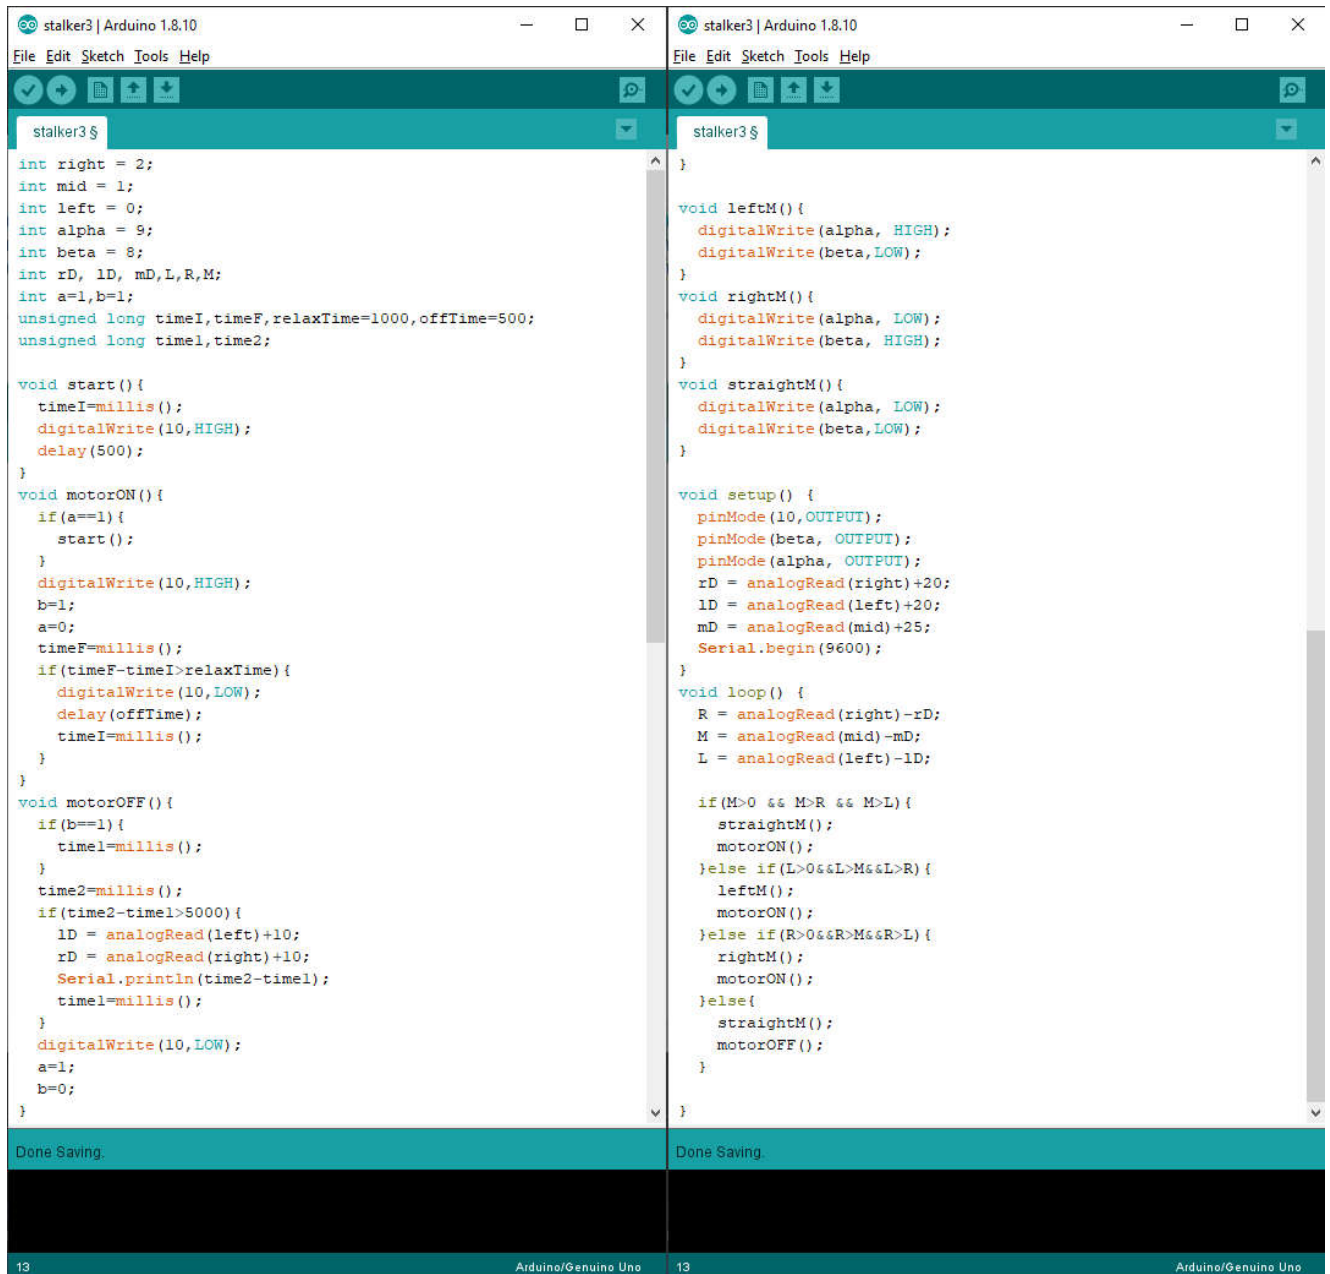 stalker3 | Arduino 1.8.10
File Edit Sketch Tools Help
stalker3 §
int right = 2;
int mid = 1;
int left = 0;
int alpha = 9;
int beta = 8;
int rD, lD, mD,L,R,M;
int a=1,b=1;
unsigned long timeI,timeF,relaxTime=1000,offTime=500;
unsigned long time1,time2;
void start(){
timeI=millis();
digitalWrite(10,HIGH);
delay(500);
}
void motorON(){
if(a==1){
start();
}
digitalWrite(10,HIGH);
b=1;
a=0;
timeF=millis();
if(timeF-timeI>relaxTime){
digitalWrite(10,LOW);
delay(offTime);
timeI=millis();
}
}
void motorOFF(){
if(b==1){
time1=millis();
}
time2=millis();
if(time2-time1>5000){
lD = analogRead(left)+10;
rD = analogRead(right)+10;
Serial.println(time2-time1);
time1=millis();
}
digitalWrite(10,LOW);
a=1;
b=0;
}
Done Saving.
13 Arduino/Genuino Uno
stalker3 | Arduino 1.8.10
File Edit Sketch Tools Help
stalker3 §
}
void leftM(){
digitalWrite(alpha, HIGH);
digitalWrite(beta,LOW);
}
void rightM(){
digitalWrite(alpha, LOW);
digitalWrite(beta, HIGH);
}
void straightM(){
digitalWrite(alpha, LOW);
digitalWrite(beta,LOW);
}
void setup() {
pinMode(10,OUTPUT);
pinMode(beta, OUTPUT);
pinMode(alpha, OUTPUT);
rD = analogRead(right)+20;
lD = analogRead(left)+20;
mD = analogRead(mid)+25;
Serial.begin(9600);
}
void loop() {
R = analogRead(right)-rD;
M = analogRead(mid)-mD;
L = analogRead(left)-lD;
if(M>0 && M>R && M>L){
straightM();
motorON();
}else if(L>0&&L>M&&L>R){
leftM();
motorON();
}else if(R>0&&R>M&&R>L){
rightM();
motorON();
}else{
straightM();
motorOFF();
}
}
Done Saving.
13 Arduino/Genuino Uno